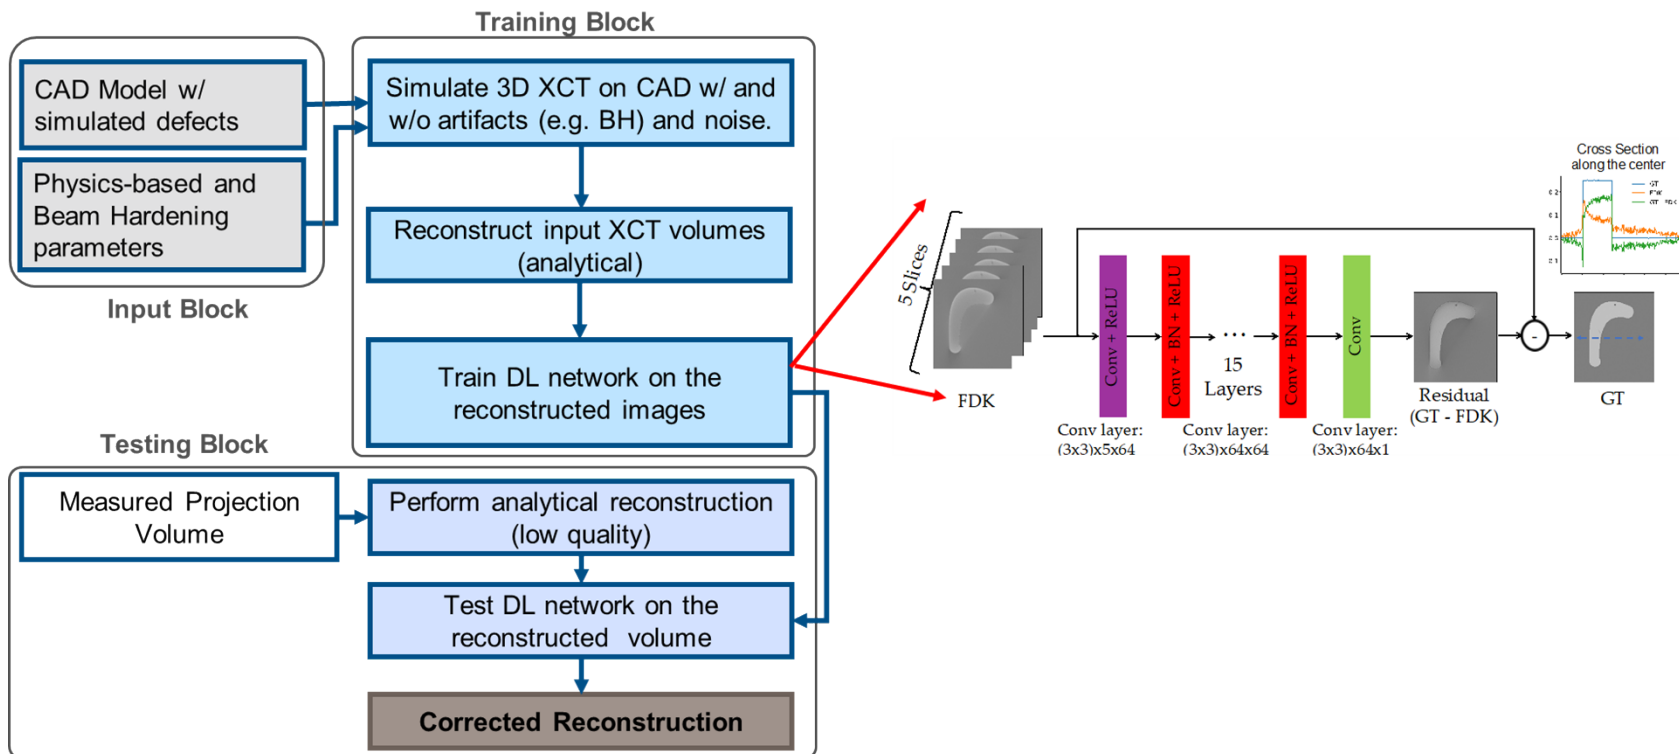 Training Block
CAD Model w/
simulated defects
Physics-based and
Beam Hardening
parameters
Input Block
Simulate 3D XCT on CAD w/ and
w/o artifacts (e.g. BH) and noise.
Reconstruct input XCT volumes
(analytical)
Train DL network on the
reconstructed images
Testing Block
Measured Projection
Volume
Perform analytical reconstruction
(low quality)
Test DL network on the
reconstructed volume
Corrected Reconstruction
5 Slices
FDK
Conv + ReLU
Conv + BN + ReLU
...
15
Layers
Conv + BN + ReLU
Conv
Conv layer:
(3x3)x5x64
Conv layer:
(3x3)x64x64
Conv layer:
(3x3)x64x1
Residual
(GT - FDK)
-
GT
Cross Section
along the center
GT